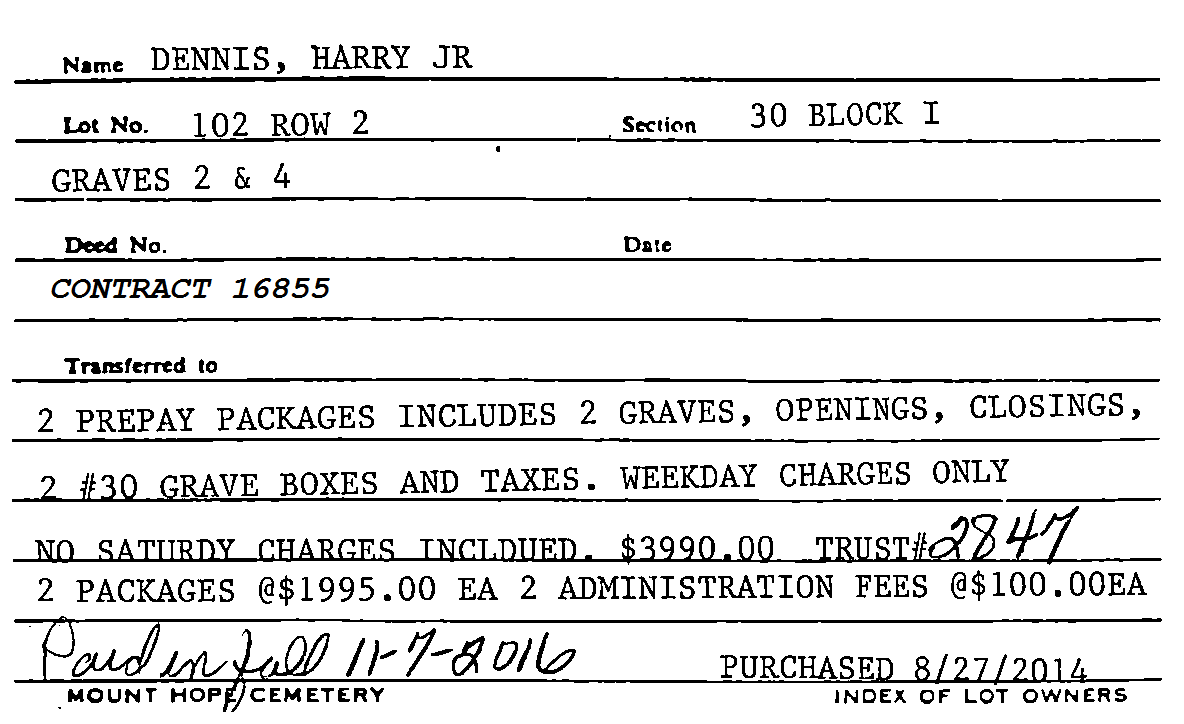 Name DENNIS, HARRY JR
Lot No. 102 ROW 2 Section 30 BLOCK I
GRAVES 2 & 4
Deed No. Date
CONTRACT 16855
Transferred to
2 PREPAY PACKAGES INCLUDES 2 GRAVES, OPENINGS, CLOSINGS,
2 #30 GRAVE BOXES AND TAXES. WEEKDAY CHARGES ONLY
NO SATURDY CHARGES INCLDUED. $3990.00 TRUST#2847
2 PACKAGES @$1995.00 EA 2 ADMINISTRATION FEES @$100.00EA
Paid in full 11-7-2016 PURCHASED 8/27/2014
MOUNT HOPE CEMETERY INDEX OF LOT OWNERS